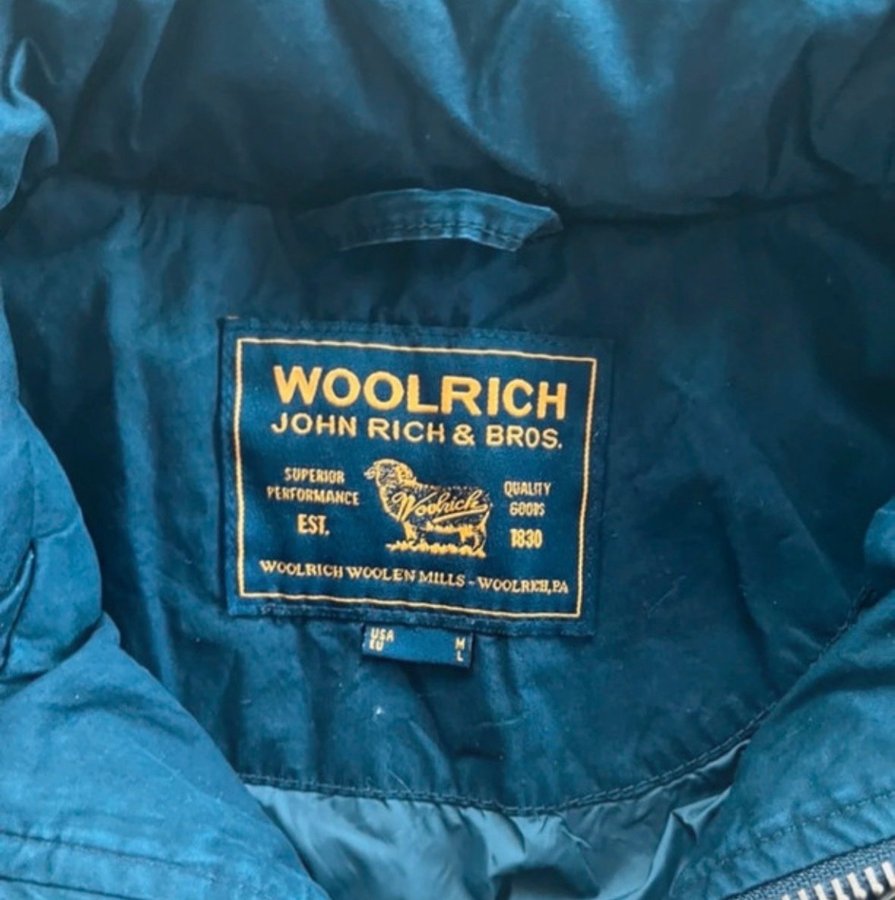 WOOLRICH
JOHN RICH & BROS.
SUPERIOR PERFORMANCE
Woolrich
QUALITY GOODS
EST.
1830
WOOLRICH WOOLEN MILLS - WOOLRICH, PA
USA M
EU L